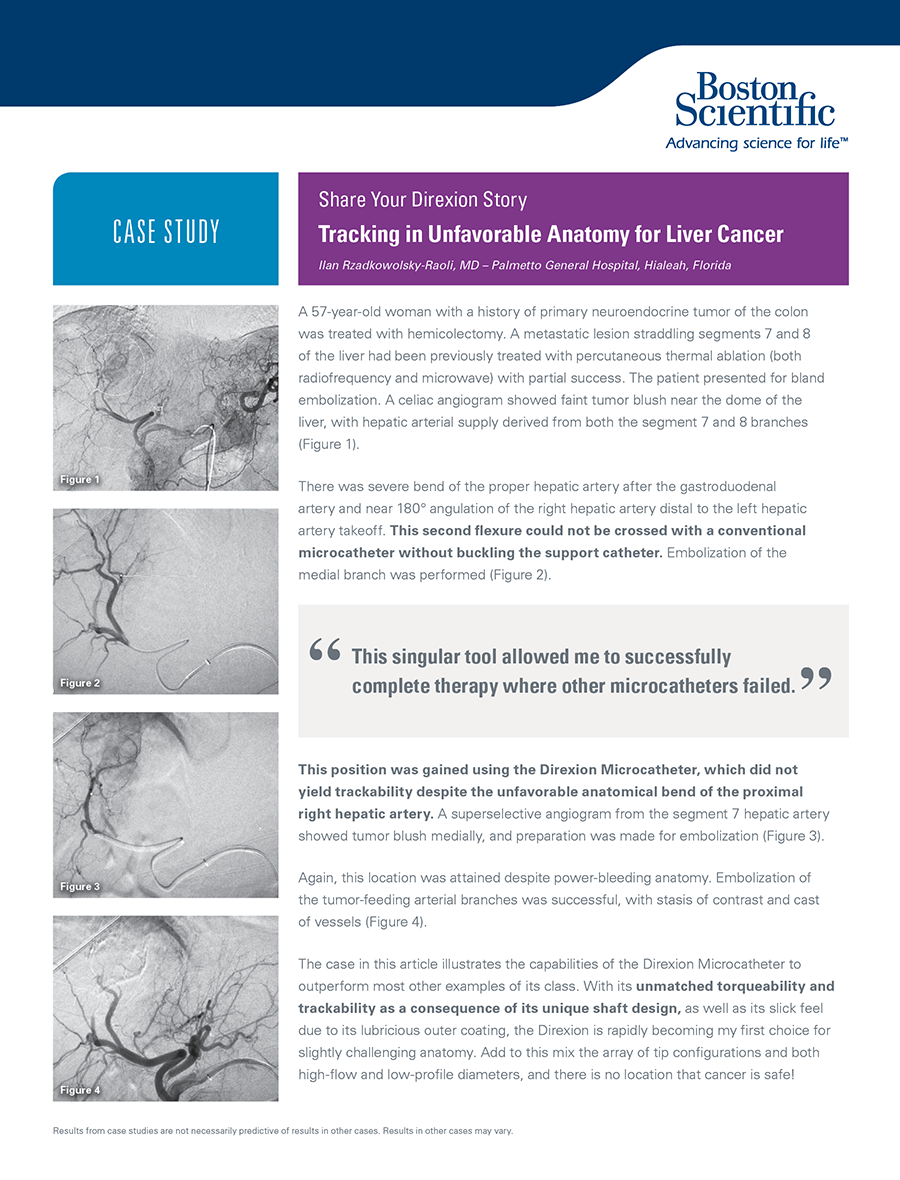 Boston
Scientific
Advancing science for life™
CASE STUDY
Share Your Direxion Story
Tracking in Unfavorable Anatomy for Liver Cancer
Ilan Rzadkowolsky-Raoli, MD – Palmetto General Hospital, Hialeah, Florida
Figure 1
Figure 2
Figure 3
Figure 4
A 57-year-old woman with a history of primary neuroendocrine tumor of the colon
was treated with hemicolectomy. A metastatic lesion straddling segments 7 and 8
of the liver had been previously treated with percutaneous thermal ablation (both
radiofrequency and microwave) with partial success. The patient presented for bland
embolization. A celiac angiogram showed faint tumor blush near the dome of the
liver, with hepatic arterial supply derived from both the segment 7 and 8 branches
(Figure 1).
There was severe bend of the proper hepatic artery after the gastroduodenal
artery and near 180° angulation of the right hepatic artery distal to the left hepatic
artery takeoff. This second flexure could not be crossed with a conventional
microcatheter without buckling the support catheter. Embolization of the
medial branch was performed (Figure 2).
“ This singular tool allowed me to successfully
complete therapy where other microcatheters failed. ”
This position was gained using the Direxion Microcatheter, which did not
yield trackability despite the unfavorable anatomical bend of the proximal
right hepatic artery. A superselective angiogram from the segment 7 hepatic artery
showed tumor blush medially, and preparation was made for embolization (Figure 3).
Again, this location was attained despite power-bleeding anatomy. Embolization of
the tumor-feeding arterial branches was successful, with stasis of contrast and cast
of vessels (Figure 4).
The case in this article illustrates the capabilities of the Direxion Microcatheter to
outperform most other examples of its class. With its unmatched torqueability and
trackability as a consequence of its unique shaft design, as well as its slick feel
due to its lubricious outer coating, the Direxion is rapidly becoming my first choice for
slightly challenging anatomy. Add to this mix the array of tip configurations and both
high-flow and low-profile diameters, and there is no location that cancer is safe!
Results from case studies are not necessarily predictive of results in other cases. Results in other cases may vary.